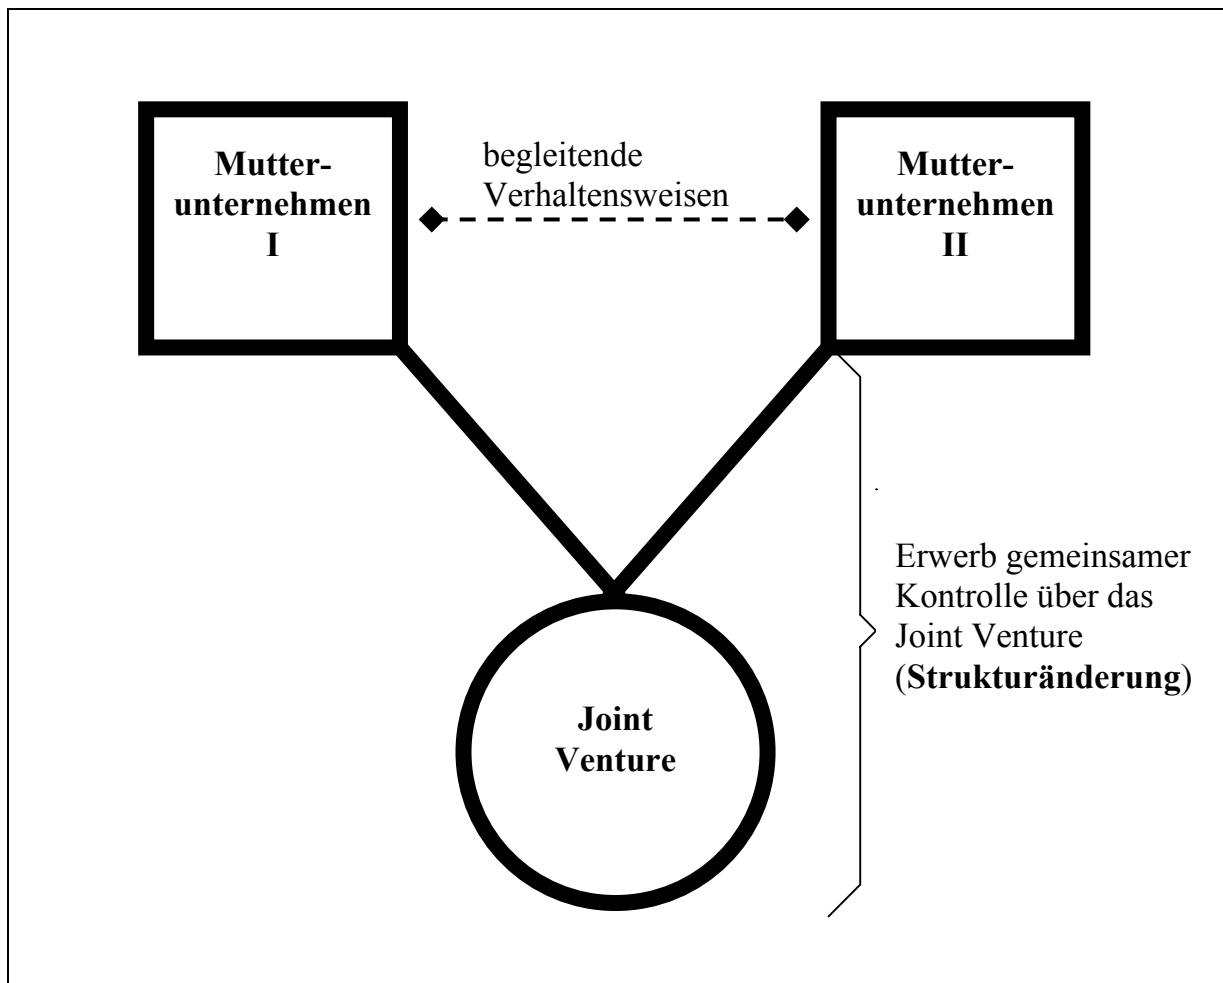 Mutter-
unternehmen
I
begleitende
Verhaltensweisen
Mutter-
unternehmen
II
Erwerb gemeinsamer
Kontrolle über das
Joint Venture
(Strukturänderung)
Joint
Venture